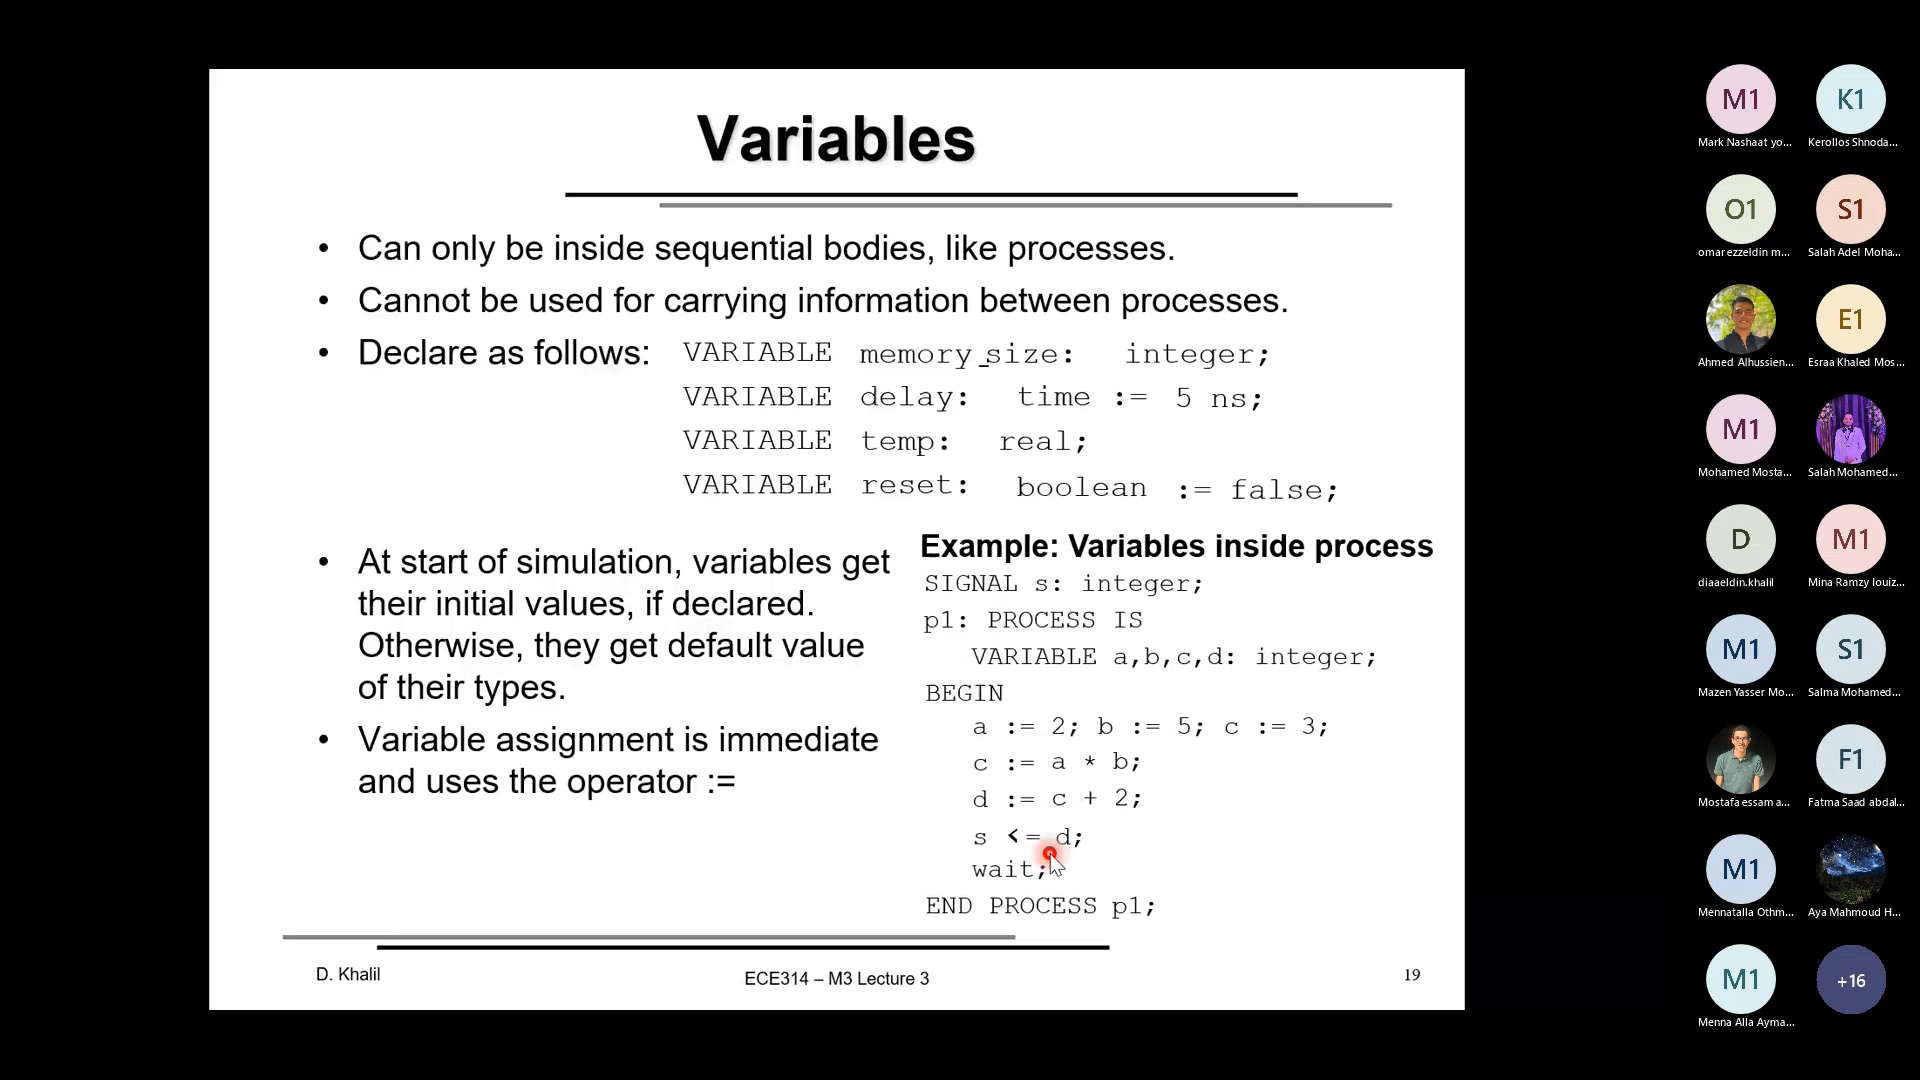 Variables
• Can only be inside sequential bodies, like processes.
• Cannot be used for carrying information between processes.
• Declare as follows: VARIABLE memory_size: integer;
VARIABLE delay: time := 5 ns;
VARIABLE temp: real;
VARIABLE reset: boolean := false;
• At start of simulation, variables get
their initial values, if declared.
Otherwise, they get default value
of their types.
• Variable assignment is immediate
and uses the operator :=
Example: Variables inside process
SIGNAL s: integer;
p1: PROCESS IS
VARIABLE a,b,c,d: integer;
BEGIN
a := 2; b := 5; c := 3;
c := a * b;
d := c + 2;
s <= d;
wait;
END PROCESS p1;
D. Khalil
ECE314 – M3 Lecture 3
19
M1
K1
Mark Nashaat yo...
Kerollos Shnoda...
O1
S1
omar ezzeldin m...
Salah Adel Moha...
E1
Ahmed Alhussien...
Esraa Khaled Mos...
M1
Mohamed Mosta...
Salah Mohamed...
D
M1
diaaeldin.khalil
Mina Ramzy louiz...
M1
S1
Mazen Yasser Mo...
Salma Mohamed...
F1
Mostafa essam a...
Fatma Saad abdal...
M1
Mennatalla Othm...
Aya Mahmoud H...
M1
+16
Menna Alla Ayma...